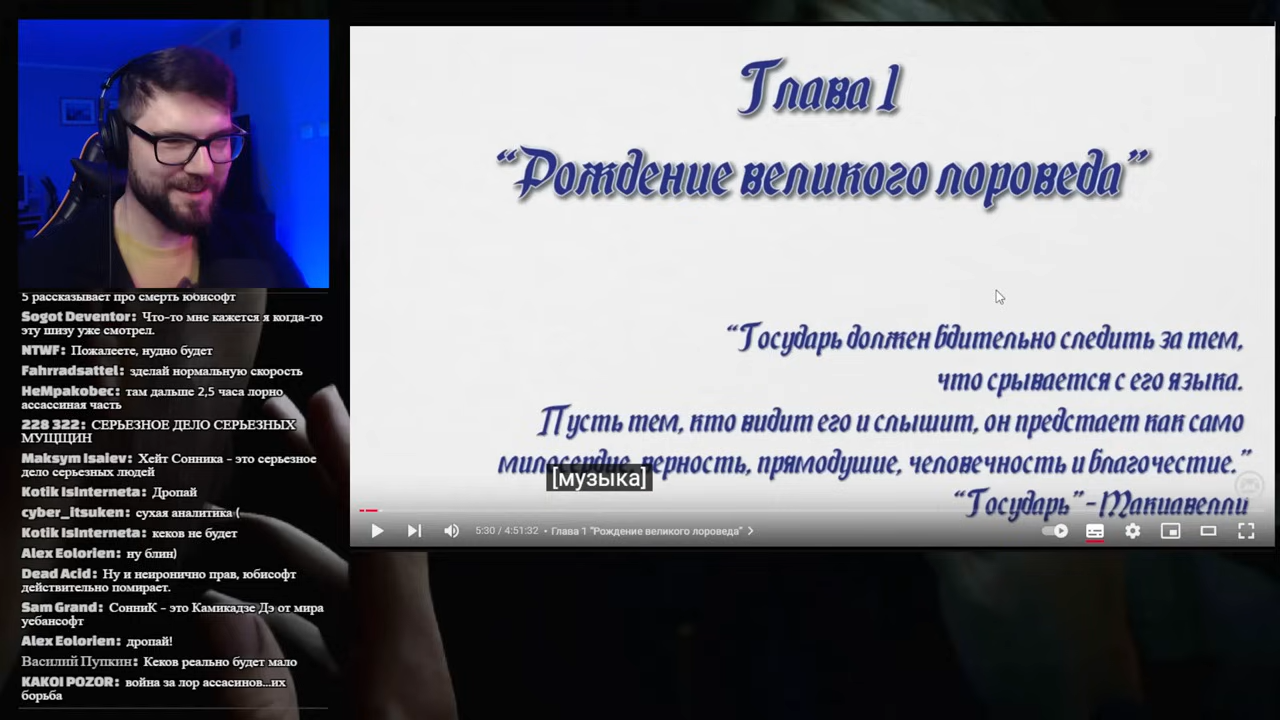 Глава 1
“Рождение великого лороведа”
“Государь должен бдительно следить за тем,
что срывается с его языка.
Пусть тем, кто видит его и слышит, он предстает как само
милосердие, верность, прямодушие, человечность и благочестие.”
[музыка]
“Государь” - Макиавелли
5:30 / 4:51:32 • Глава 1 "Рождение великого лороведа"
5 рассказывает про смерть юбисофт
Sogot Deventor: Что-то мне кажется я когда-то
эту шизу уже смотрел.
NTWF: Пожалеете, нудно будет
Fahrradsattel: зделай нормальную скорость
HeMpakobec: там дальше 2,5 часа лорно
ассассиная часть
228 322: СЕРЬЕЗНОЕ ДЕЛО СЕРЬЕЗНЫХ
МУЩЩИН
Maksym Isaiev: Хейт Сонника - это серьезное
дело серьезных людей
Kotik Isinterneta: Дропай
cyber_itsuken: сухая аналитика (
Kotik Isinterneta: кеков не будет
Alex Eolorien: ну блин)
Dead Acid: Ну и неиронично прав, юбисофт
действительно помирает.
Sam Grand: СонниК - это Камикадзе Дэ от мира
уебансофт
Alex Eolorien: дропай!
Василий Пупкин: Кеков реально будет мало
KAKOI POZOR: война за лор ассасинов...их
борьба